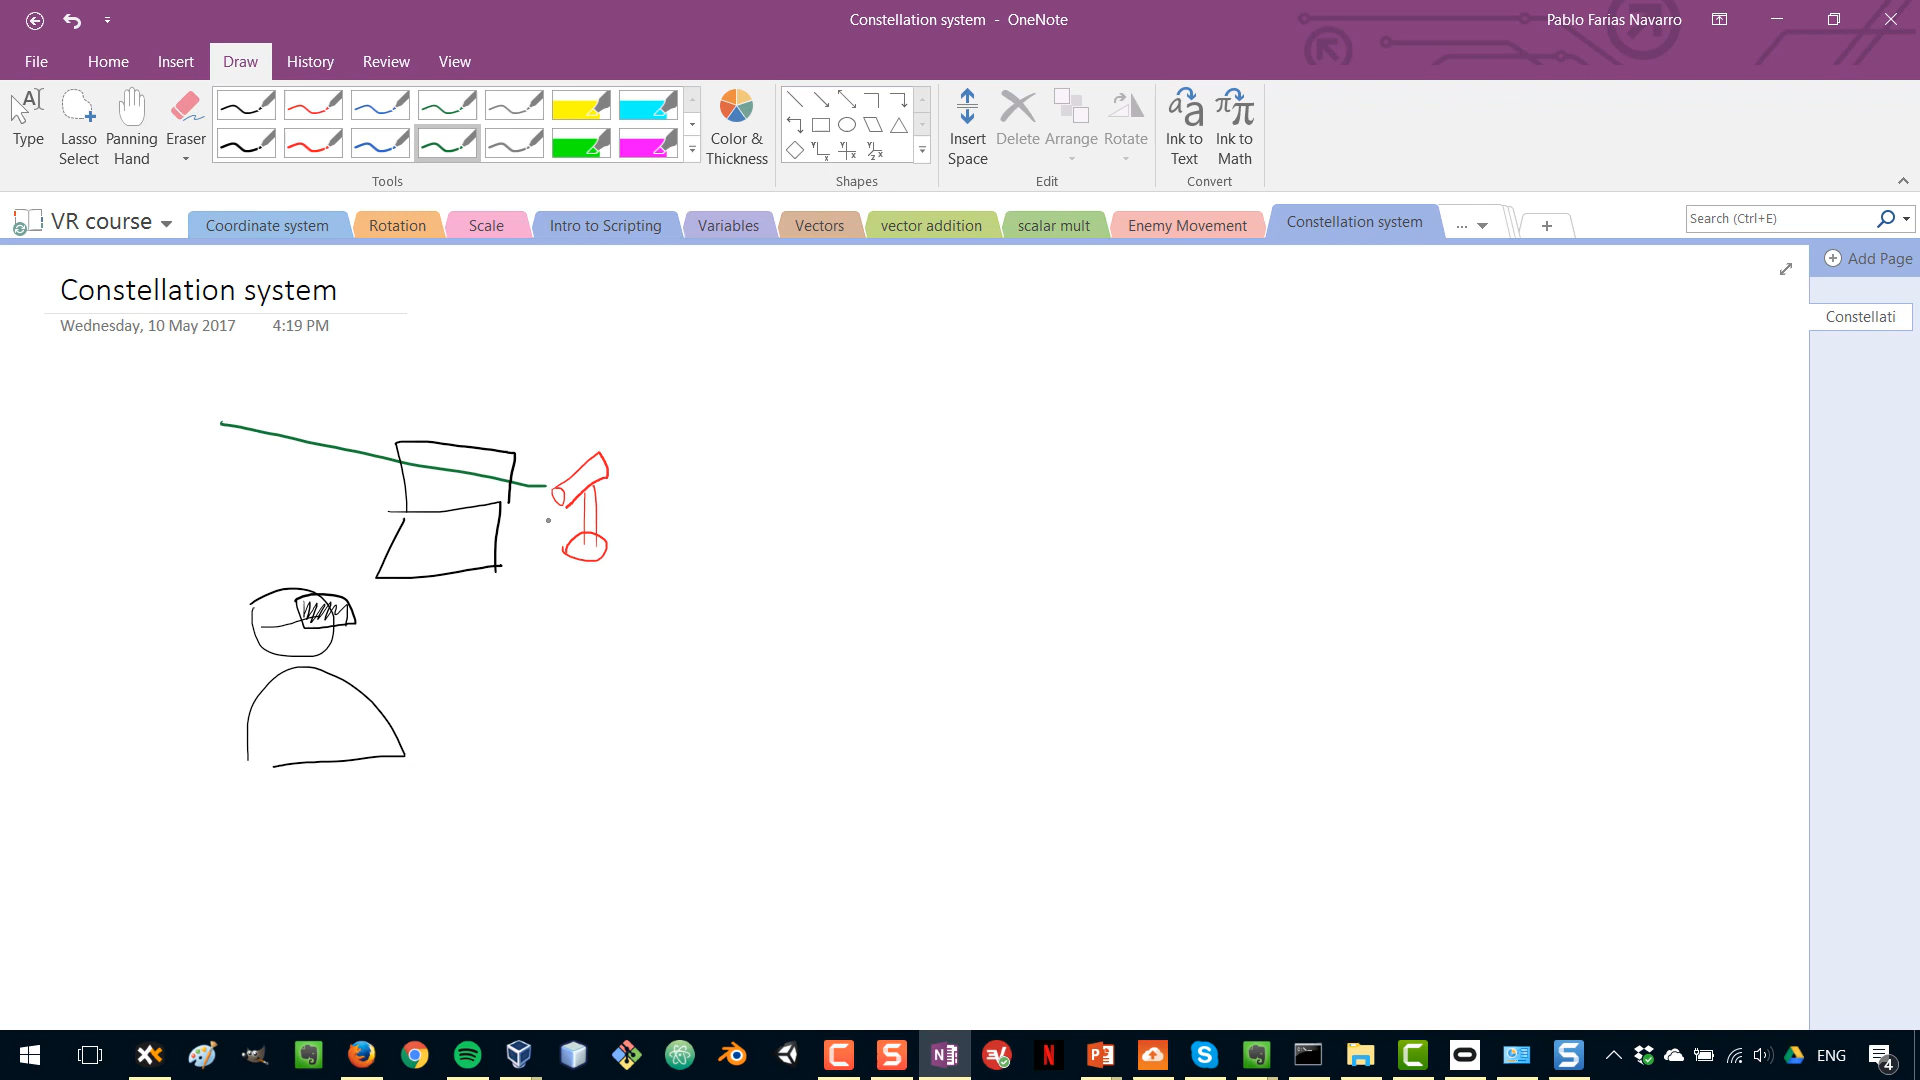 Constellation system - OneNote
Pablo Farias Navarro
File
Home
Insert
Draw
History
Review
View
Type
Lasso
Select
Panning
Hand
Eraser
Color &
Thickness
Insert
Space
Delete
Arrange
Rotate
Ink to
Text
Ink to
Math
Tools
Shapes
Edit
Convert
VR course
Coordinate system
Rotation
Scale
Intro to Scripting
Variables
Vectors
vector addition
scalar mult
Enemy Movement
Constellation system
...
Search (Ctrl+E)
Add Page
Constellation system
Constellati
Wednesday, 10 May 2017
4:19 PM
ENG
4